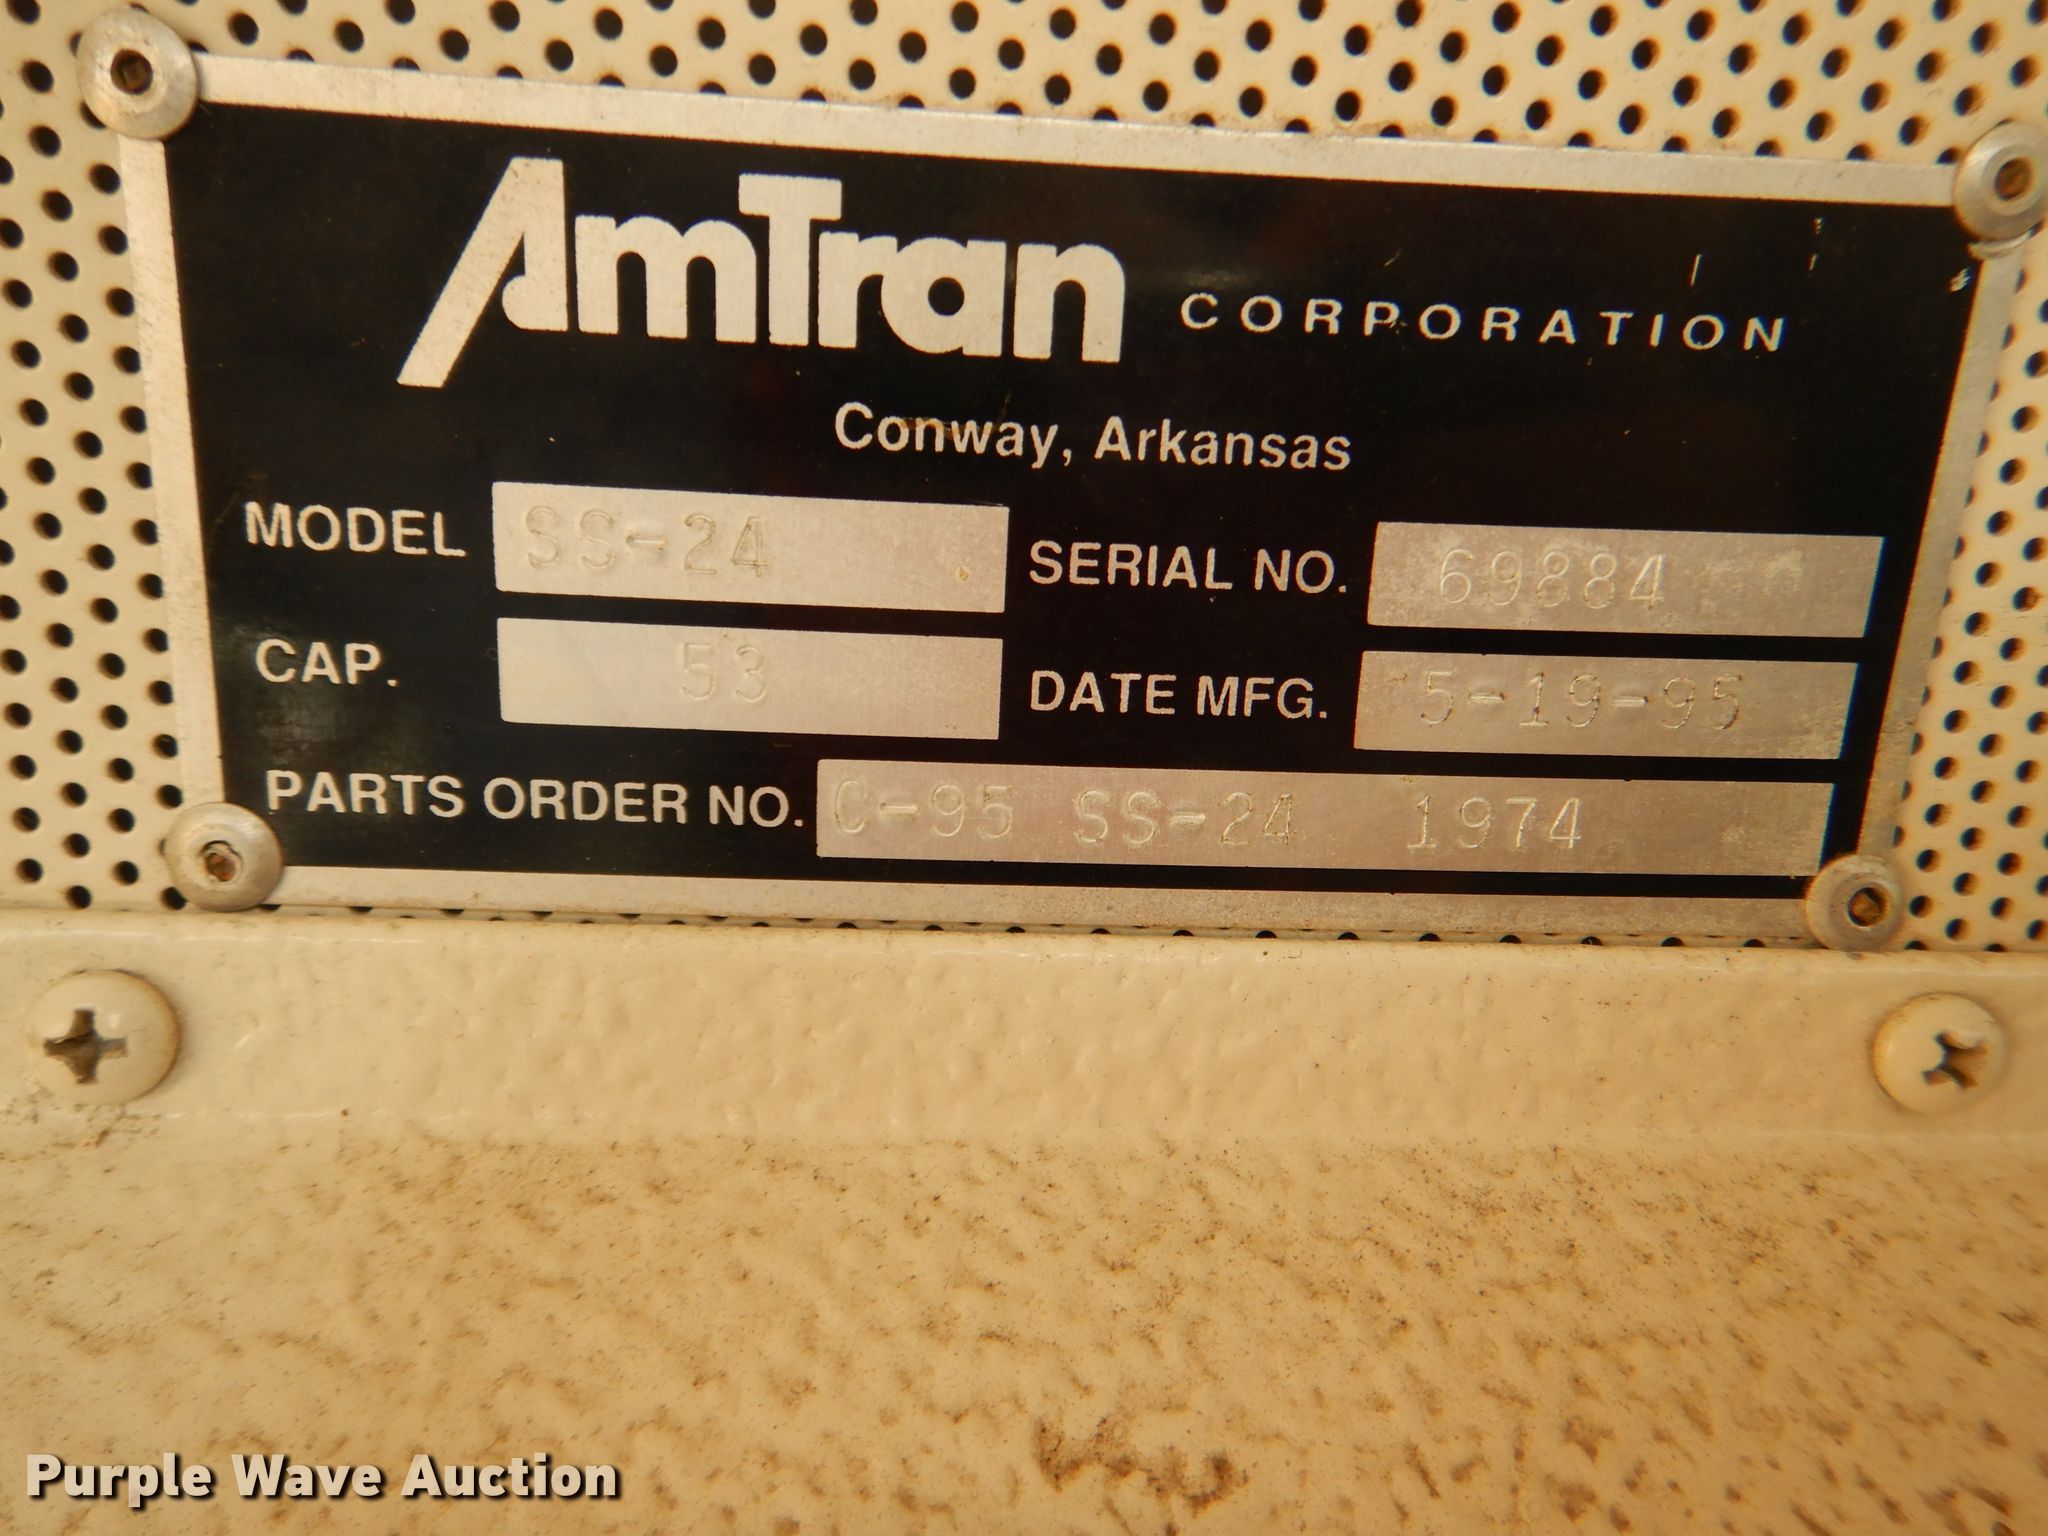 AmTran CORPORATION
Conway, Arkansas
MODEL SS-24 SERIAL NO. 69884
CAP. 53 DATE MFG. 5-19-95
PARTS ORDER NO. C-95 SS-24 1974
Purple Wave Auction